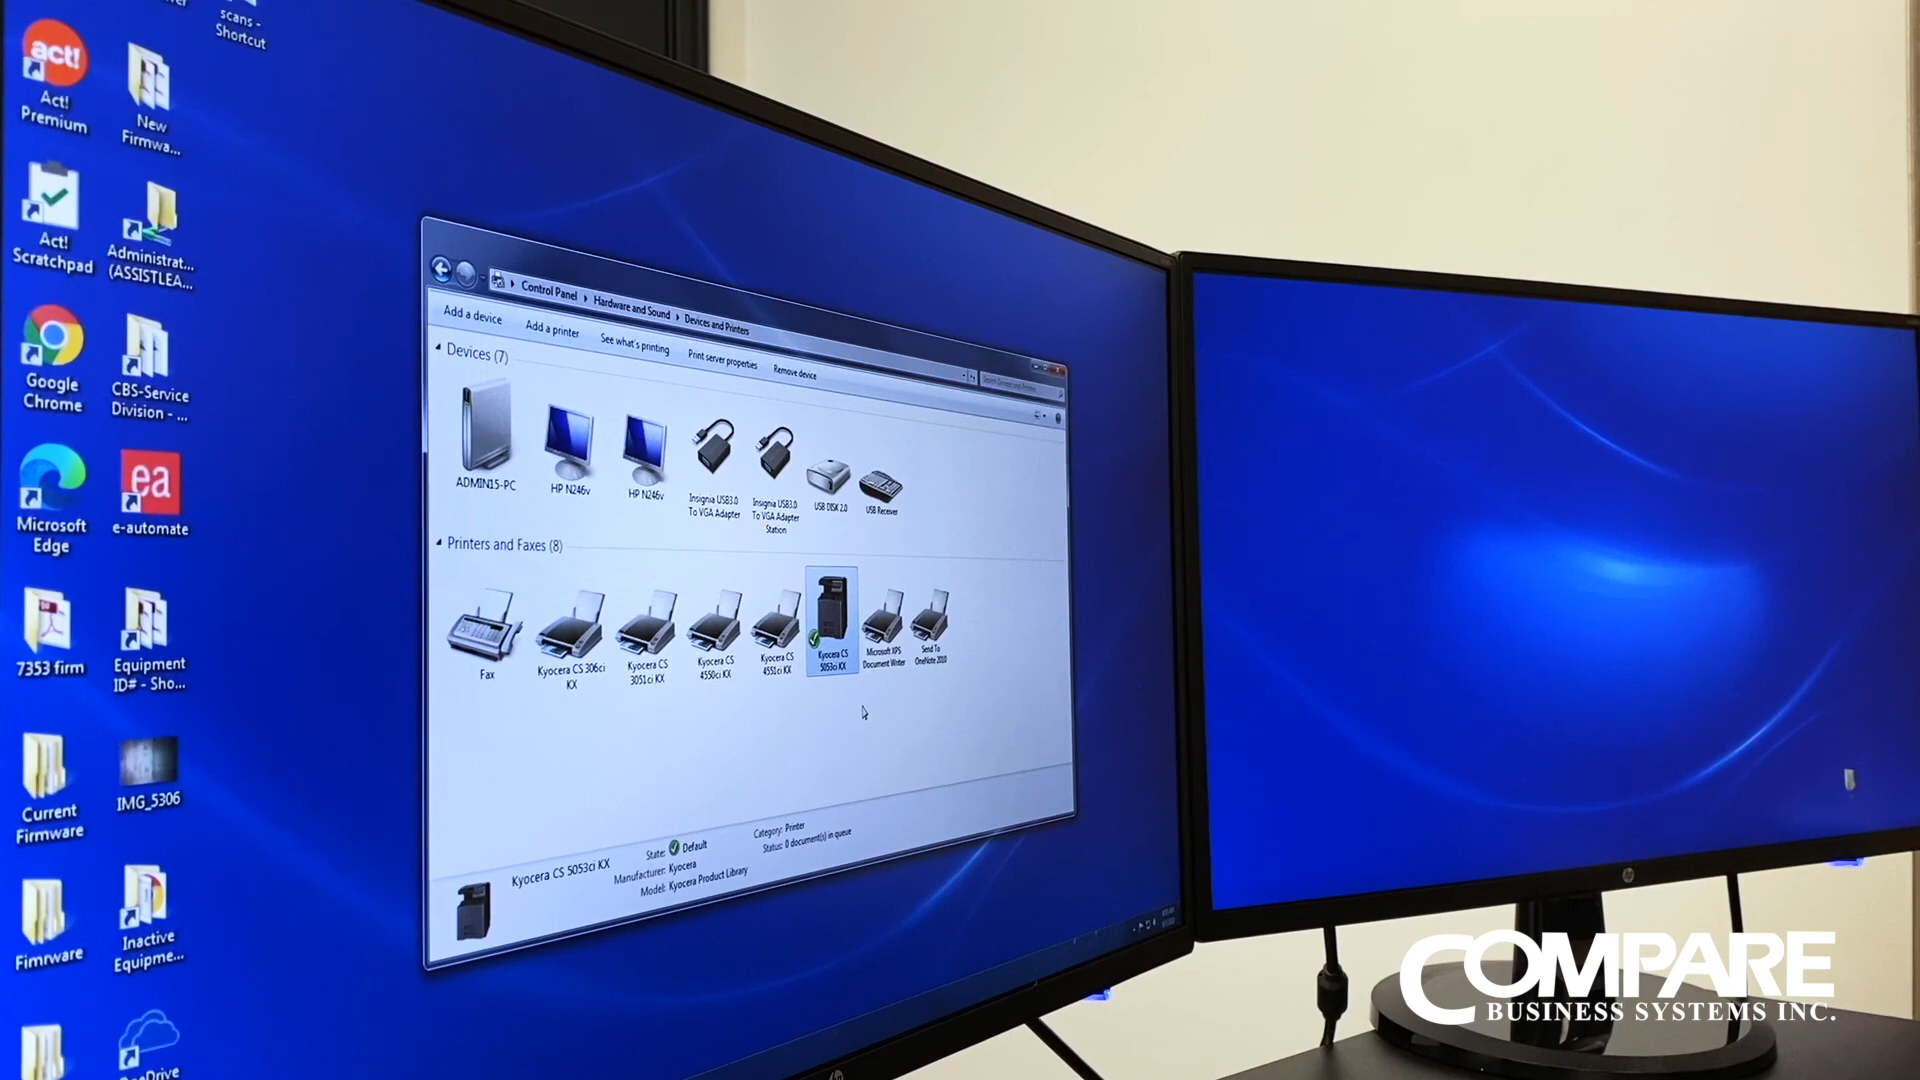 scans -
Shortcut
act!
Act!
Premium
New
Firmwa...
Act!
Scratchpad
Administrat...
(ASSISTLEA...
Google
Chrome
CBS-Service
Division - ...
Microsoft
Edge
ea
e-automate
7353 firm
Equipment
ID# - Sho...
Current
Firmware
IMG_5306
Fimrware
Inactive
Equipme...
OneDrive
Control Panel
Hardware and Sound
Devices and Printers
Add a device
Add a printer
See what's printing
Print server properties
Remove device
Devices (7)
ADMIN15-PC
HP N246v
HP N246v
Insignia USB3.0
To VGA Adapter
Insignia USB3.0
To VGA Adapter
Station
USB DISK 2.0
USB Receiver
Printers and Faxes (8)
Fax
Kyocera CS 306ci
KX
Kyocera CS
3051ci KX
Kyocera CS
4550ci KX
Kyocera CS
4551ci KX
Kyocera CS
5053ci KX
Microsoft XPS
Document Writer
Send To
OneNote 2010
Kyocera CS 5053ci KX
State: Default
Manufacturer: Kyocera
Model: Kyocera Product Library
Category: Printer
Status: 0 document(s) in queue
hp
COMPARE
BUSINESS SYSTEMS INC.